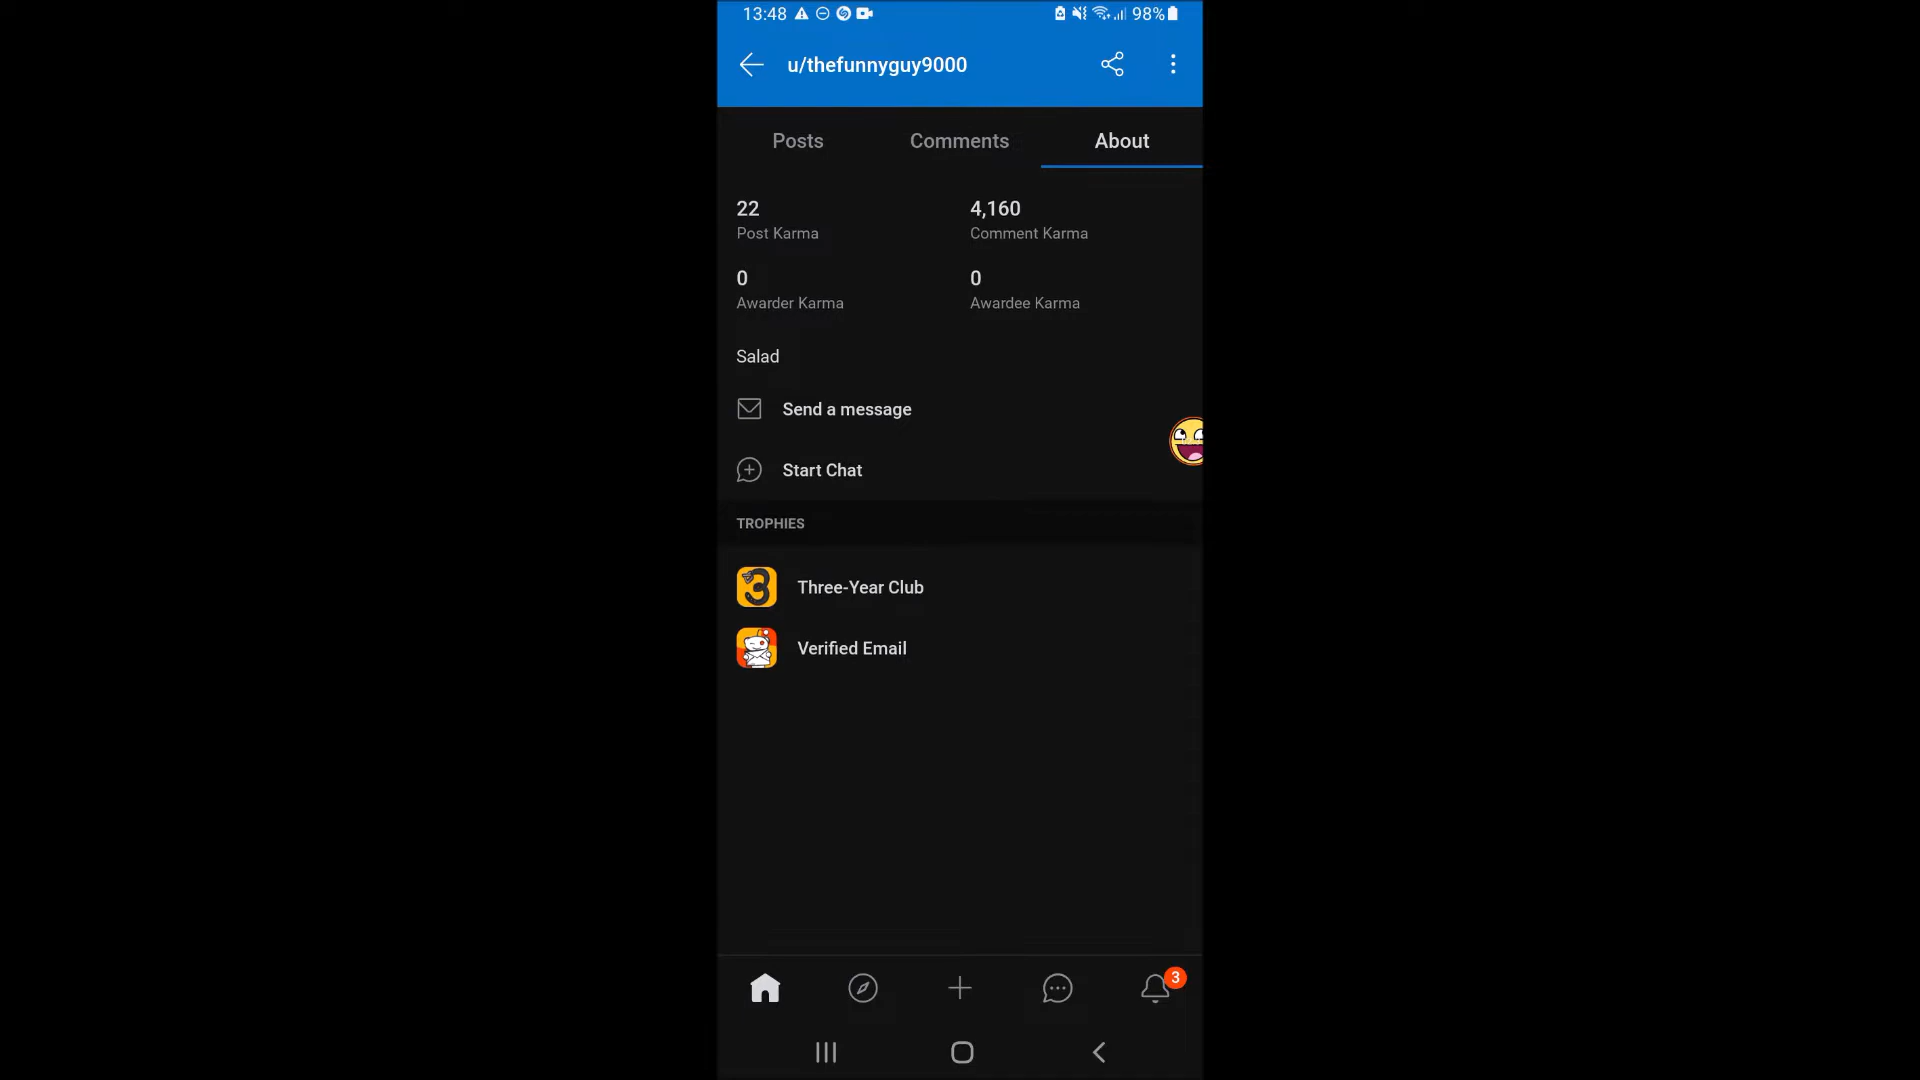 13:48 98%
u/thefunnyguy9000
Posts Comments About
22 4,160
Post Karma Comment Karma
0 0
Awarder Karma Awardee Karma
Salad
Send a message
Start Chat
TROPHIES
3 Three-Year Club
Verified Email
3